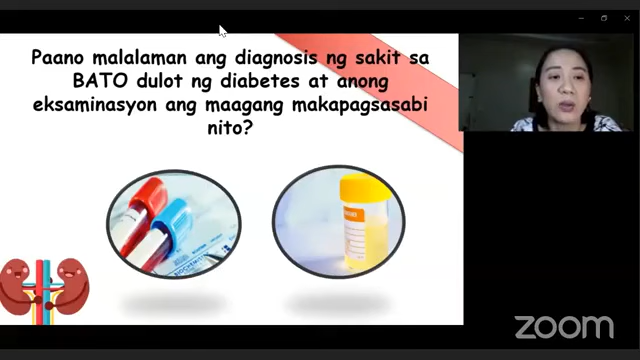 Paano malalaman ang diagnosis ng sakit sa
BATO dulot ng diabetes at anong
eksaminasyon ang maagang makapagsasabi
nito?
zoom